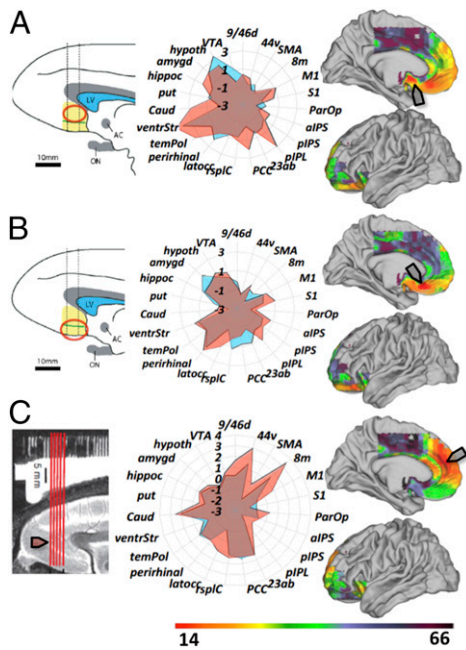 A
LV
AC
ON
10mm
9/46d
44v
SMA
8m
M1
S1
ParOp
aIPS
pIPS
pIPL
23ab
PCC
rsplC
latocc
perirhinal
temPol
ventrStr
Caud
put
hippoc
amygd
hypoth
VTA
3
1
-1
-3
B
LV
AC
ON
10mm
9/46d
44v
SMA
8m
M1
S1
ParOp
aIPS
pIPS
pIPL
23ab
PCC
rsplC
latocc
perirhinal
temPol
ventrStr
Caud
put
hippoc
amygd
hypoth
VTA
3
1
-1
-3
C
5 mm
9/46d
44v
SMA
8m
M1
S1
ParOp
aIPS
pIPS
pIPL
23ab
PCC
rsplC
latocc
perirhinal
temPol
ventrStr
Caud
put
hippoc
amygd
hypoth
VTA
4
3
2
1
0
-1
-2
-3
14
66